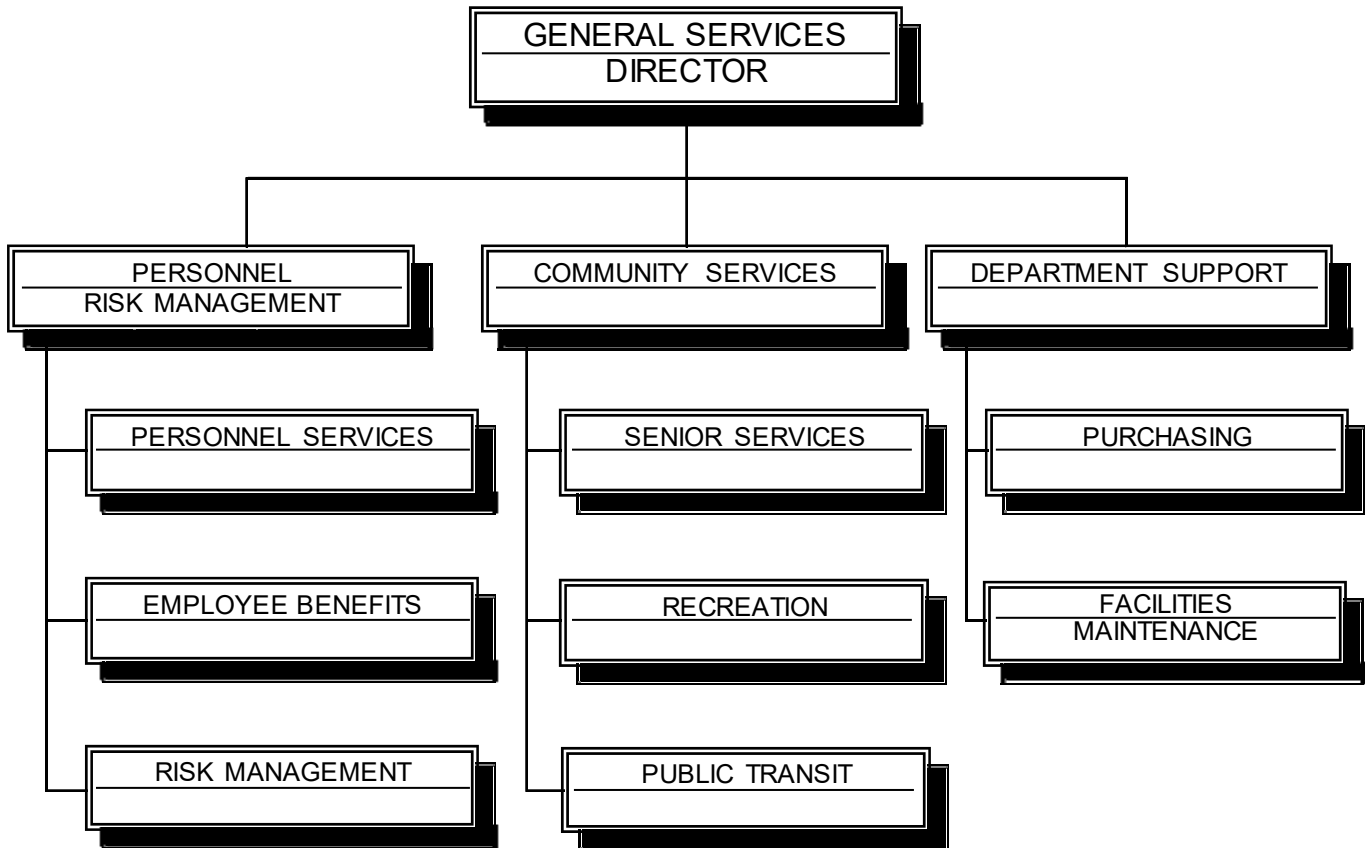 GENERAL SERVICES
DIRECTOR
PERSONNEL
RISK MANAGEMENT
COMMUNITY SERVICES
DEPARTMENT SUPPORT
PERSONNEL SERVICES
SENIOR SERVICES
PURCHASING
EMPLOYEE BENEFITS
RECREATION
FACILITIES
MAINTENANCE
RISK MANAGEMENT
PUBLIC TRANSIT